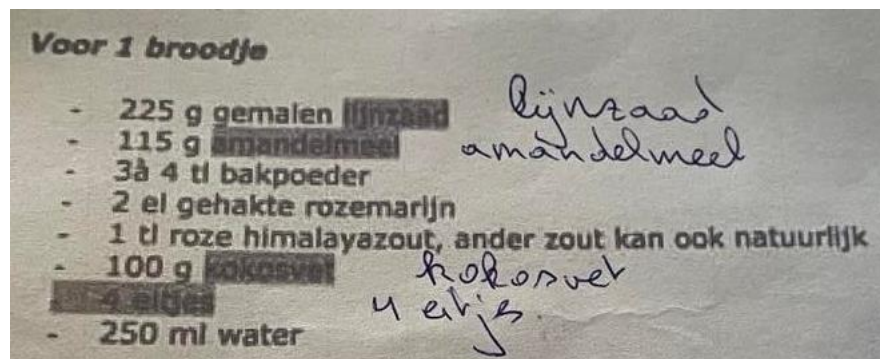 Voor 1 broodje
- 225 g gemalen lijnzaad lijnzaad
- 115 g amandelmeel amandelmeel
- 3à 4 tl bakpoeder
- 2 el gehakte rozemarijn
- 1 tl roze himalayazout, ander zout kan ook natuurlijk
- 100 g kokosvet kokosvet
- 4 eitjes 4 eitjes.
- 250 ml water